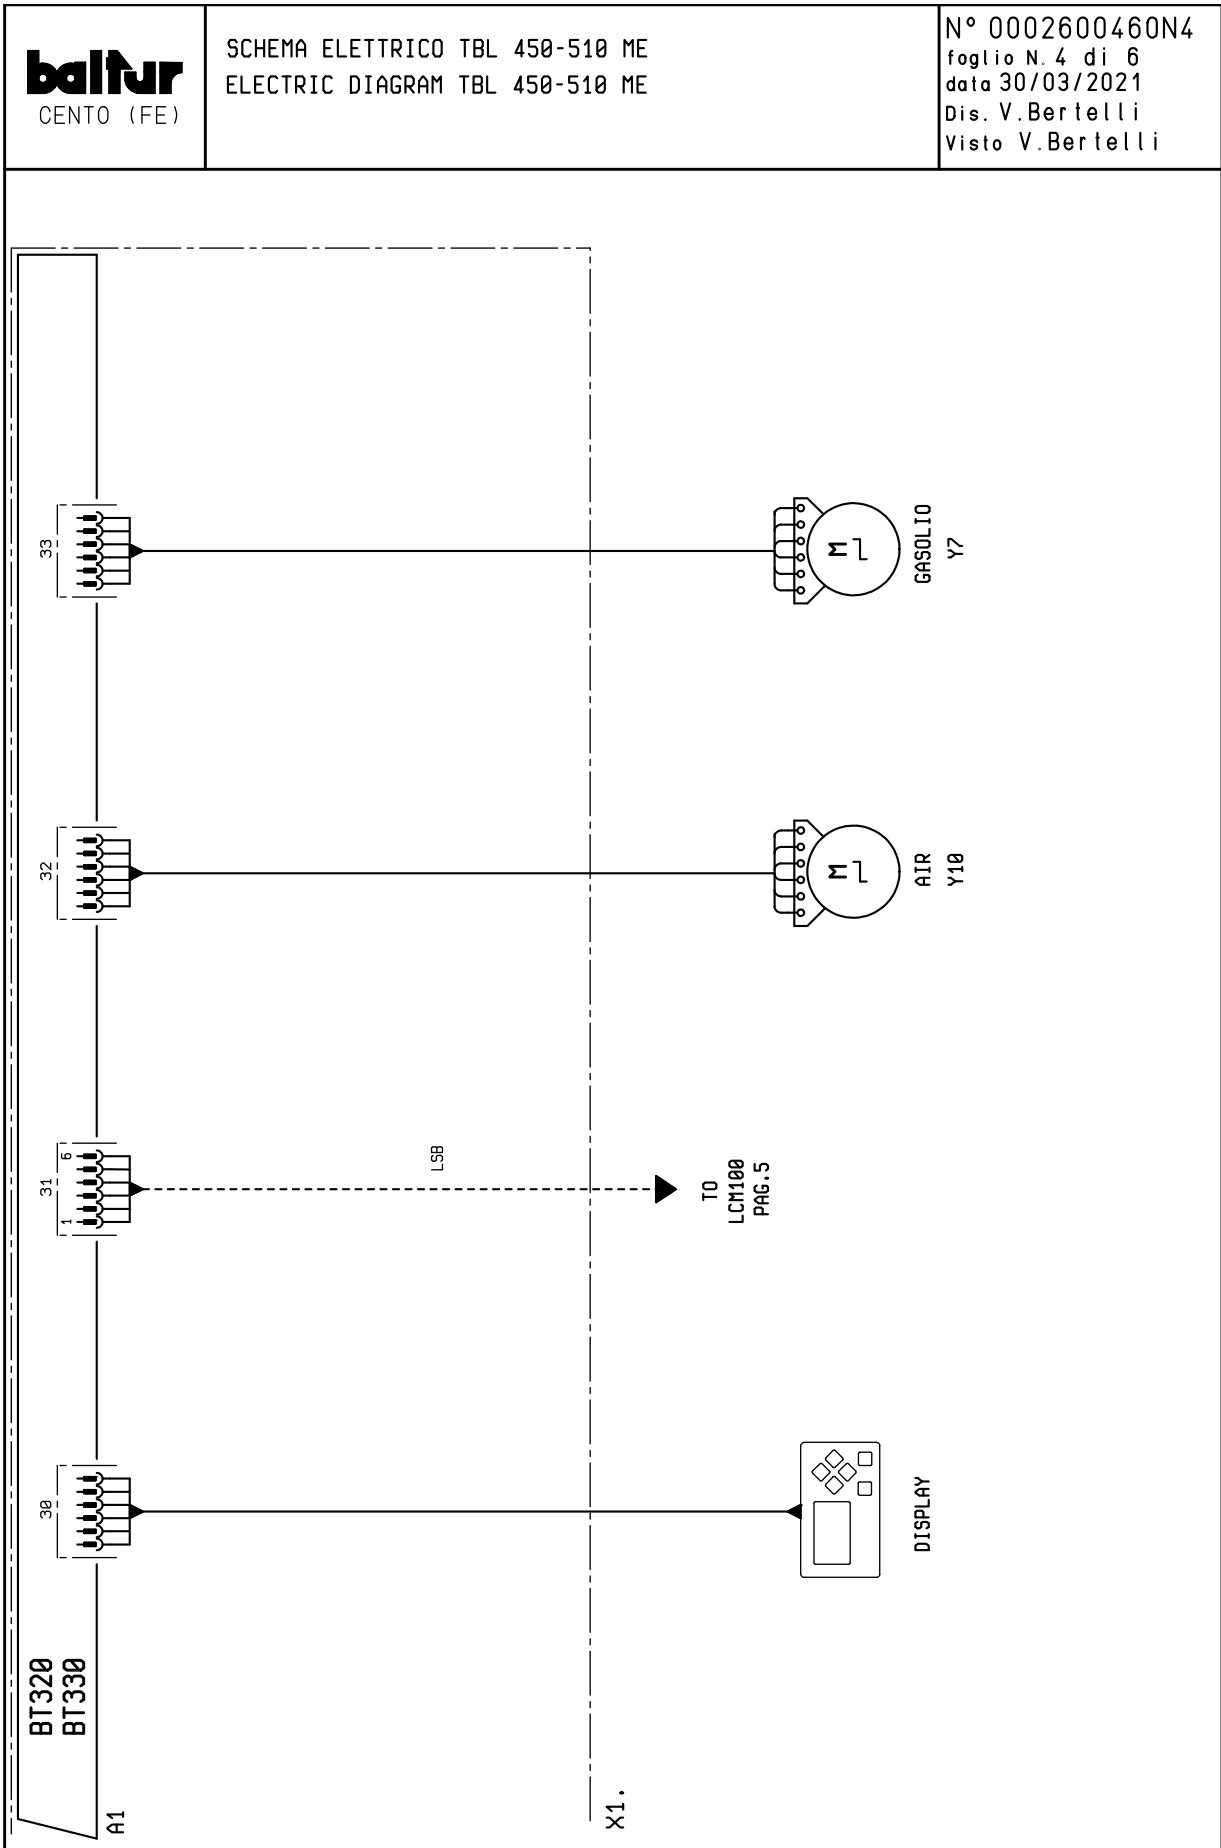 baltur
CENTO (FE)
SCHEMA ELETTRICO TBL 450-510 ME
ELECTRIC DIAGRAM TBL 450-510 ME
N° 0002600460N4
foglio N. 4 di 6
data 30/03/2021
Dis. V.Bertelli
Visto V.Bertelli
BT320
BT330
A1
X1.
30
DISPLAY
31
1
6
LSB
TO
LCM100
PAG.5
32
M
AIR
Y10
33
M
GASOLIO
Y7